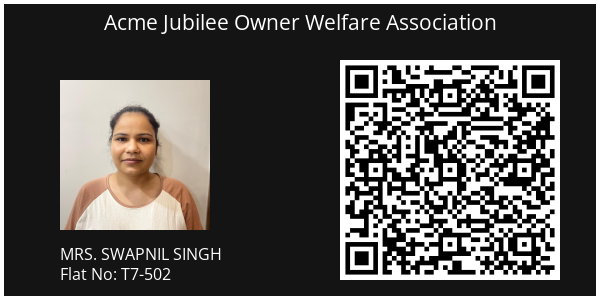 Acme Jubilee Owner Welfare Association
MRS. SWAPNIL SINGH
Flat No: T7-502